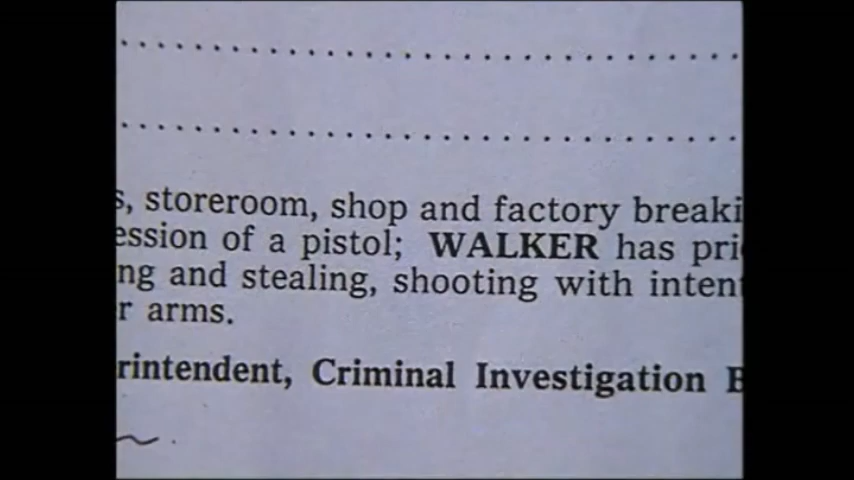 s, storeroom, shop and factory breaki
ession of a pistol; WALKER has pri
ng and stealing, shooting with inten
r arms.
rintendent, Criminal Investigation B